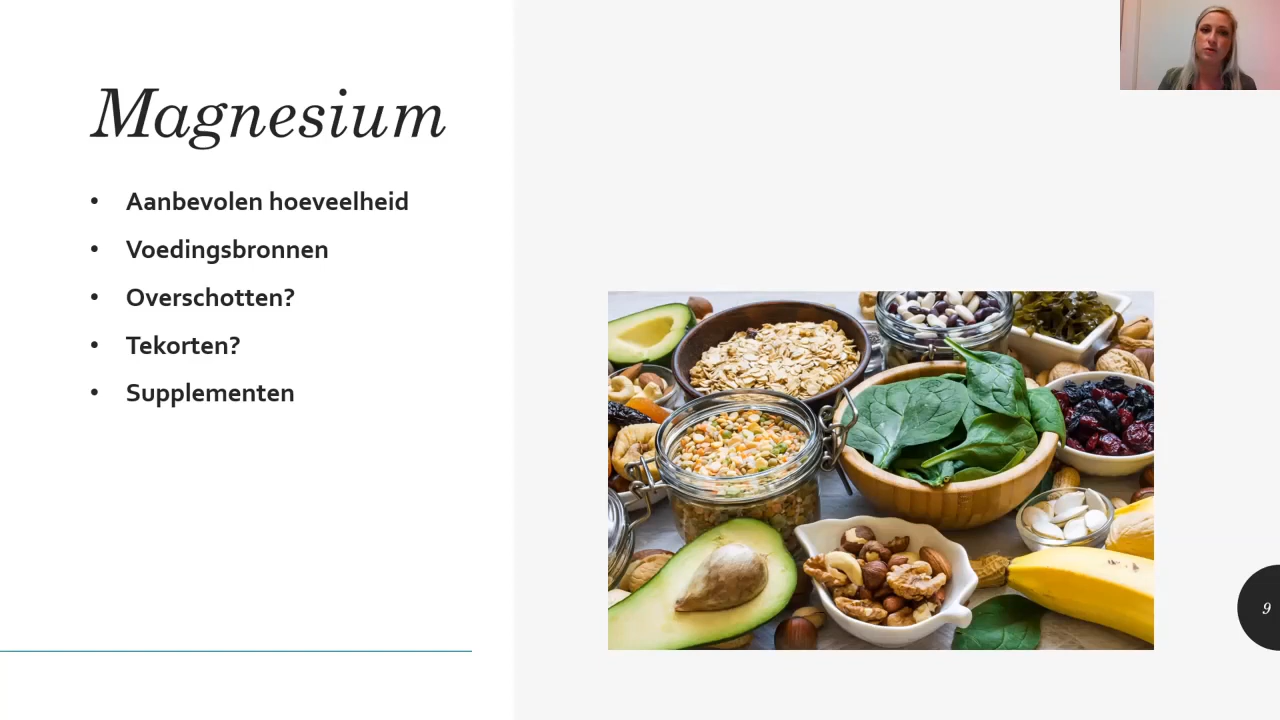 Magnesium
• Aanbevolen hoeveelheid
• Voedingsbronnen
• Overschotten?
• Tekorten?
• Supplementen
9